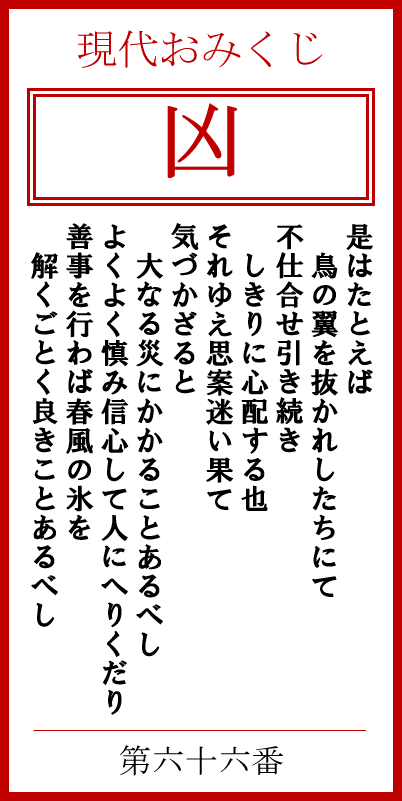 現代おみくじ
凶
是はたとえば
鳥の翼を抜かれしたちにて
不仕合せ引き続き
しきりに心配する也
それゆえ思案迷い果て
気づかざると
大なる災にかかることあるべし
よくよく慎み信心して人にへりくだり
善事を行わば春風の氷を
解くごとく良きことあるべし
第六十六番